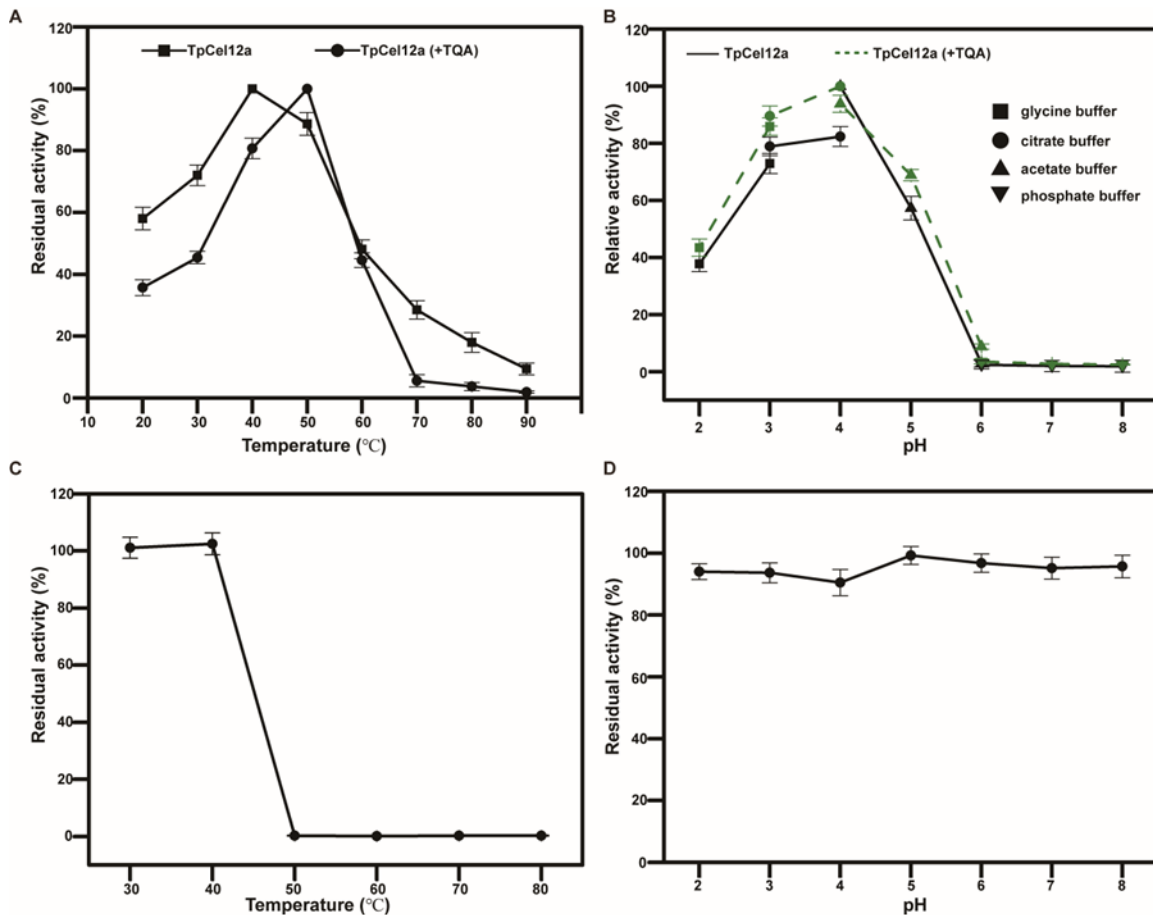 A
120
100
80
60
40
20
0
Residual activity (%)
TpCel12a
TpCel12a (+TQA)
10 20 30 40 50 60 70 80 90
Temperature (℃)
B
120
100
80
60
40
20
0
Relative activity (%)
TpCel12a
TpCel12a (+TQA)
glycine buffer
citrate buffer
acetate buffer
phosphate buffer
2 3 4 5 6 7 8
pH
C
120
100
80
60
40
20
0
Residual activity (%)
30 40 50 60 70 80
Temperature (℃)
D
120
100
80
60
40
20
0
Residual activity (%)
2 3 4 5 6 7 8
pH